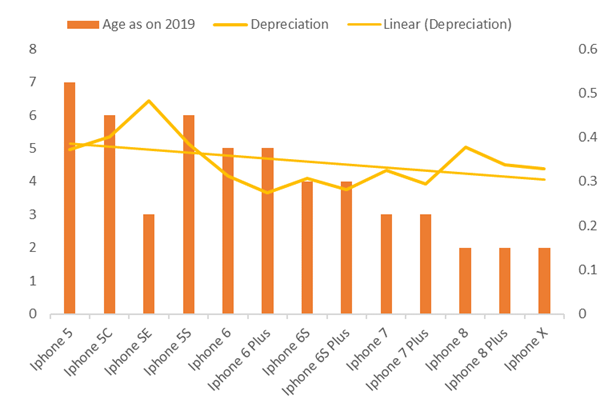 Age as on 2019 Depreciation Linear (Depreciation)
8 0.6
7 0.5
6
5 0.4
4 0.3
3
2 0.2
1 0.1
0 0
Iphone 5
Iphone 5C
Iphone SE
Iphone 5S
Iphone 6
Iphone 6 Plus
Iphone 6S
Iphone 6S Plus
Iphone 7
Iphone 7 Plus
Iphone 8
Iphone 8 Plus
Iphone X